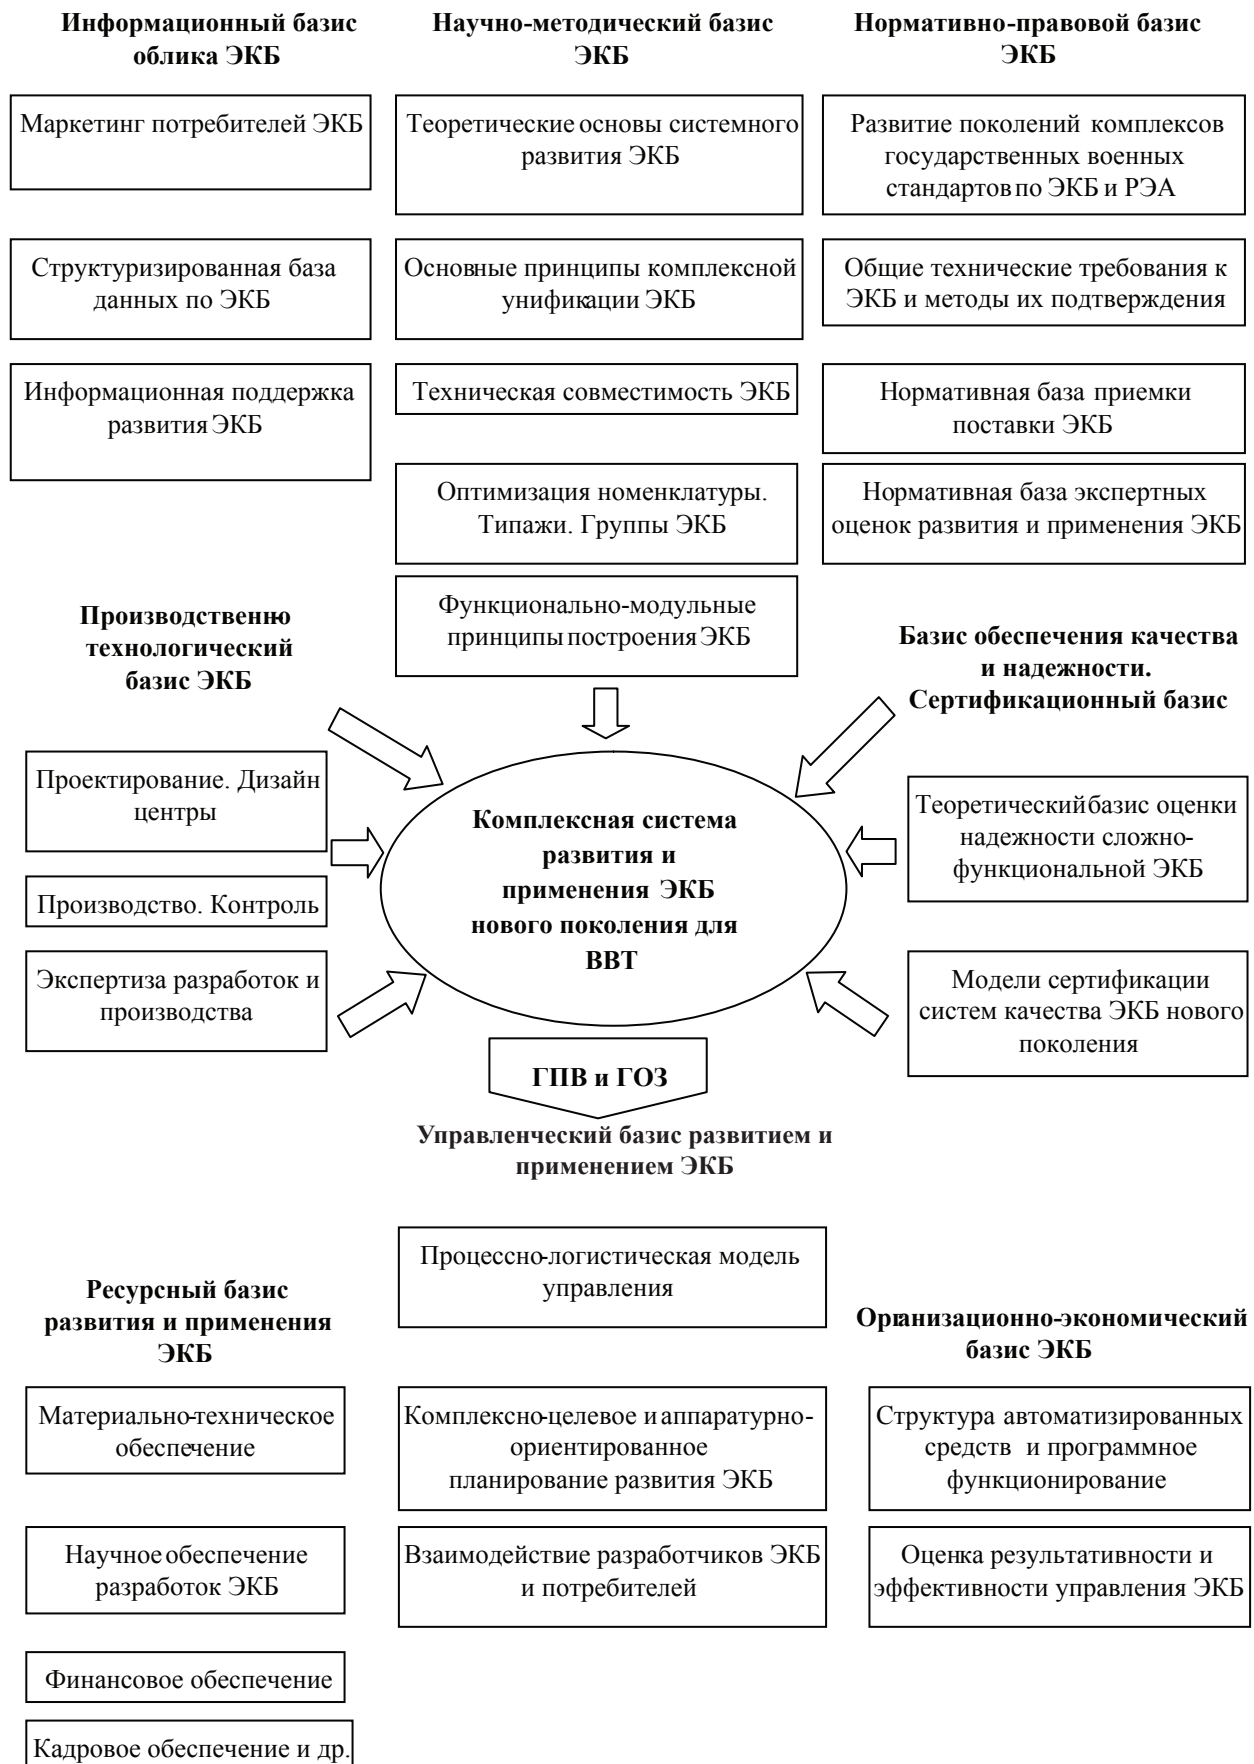 Информационный базис
облика ЭКБ
Маркетинг потребителей ЭКБ
Структуризированная база
данных по ЭКБ
Информационная поддержка
развития ЭКБ
Научно-методический базис
ЭКБ
Теоретические основы системного
развития ЭКБ
Основные принципы комплексной
унификации ЭКБ
Техническая совместимость ЭКБ
Оптимизация номенклатуры.
Типажи. Группы ЭКБ
Функционально-модульные
принципы построения ЭКБ
Нормативно-правовой базис
ЭКБ
Развитие поколений комплексов
государственных военных
стандартов по ЭКБ и РЭА
Общие технические требования к
ЭКБ и методы их подтверждения
Нормативная база приемки
поставки ЭКБ
Нормативная база экспертных
оценок развития и применения ЭКБ
Производственно
технологический
базис ЭКБ
Проектирование. Дизайн
центры
Производство. Контроль
Экспертиза разработок и
производства
Комплексная система
развития и
применения ЭКБ
нового поколения для
ВВТ
Базис обеспечения качества
и надежности.
Сертификационный базис
Теоретический базис оценки
надежности сложно-
функциональной ЭКБ
Модели сертификации
систем качества ЭКБ нового
поколения
ГПВ и ГОЗ
Управленческий базис развитием и
применением ЭКБ
Процессно-логистическая модель
управления
Комплексно-целевое и аппаратурно-
ориентированное
планирование развития ЭКБ
Взаимодействие разработчиков ЭКБ
и потребителей
Ресурсный базис
развития и применения
ЭКБ
Материально-техническое
обеспечение
Научное обеспечение
разработок ЭКБ
Финансовое обеспечение
Кадровое обеспечение и др.
Организационно-экономический
базис ЭКБ
Структура автоматизированных
средств и программное
функционирование
Оценка результативности и
эффективности управления ЭКБ